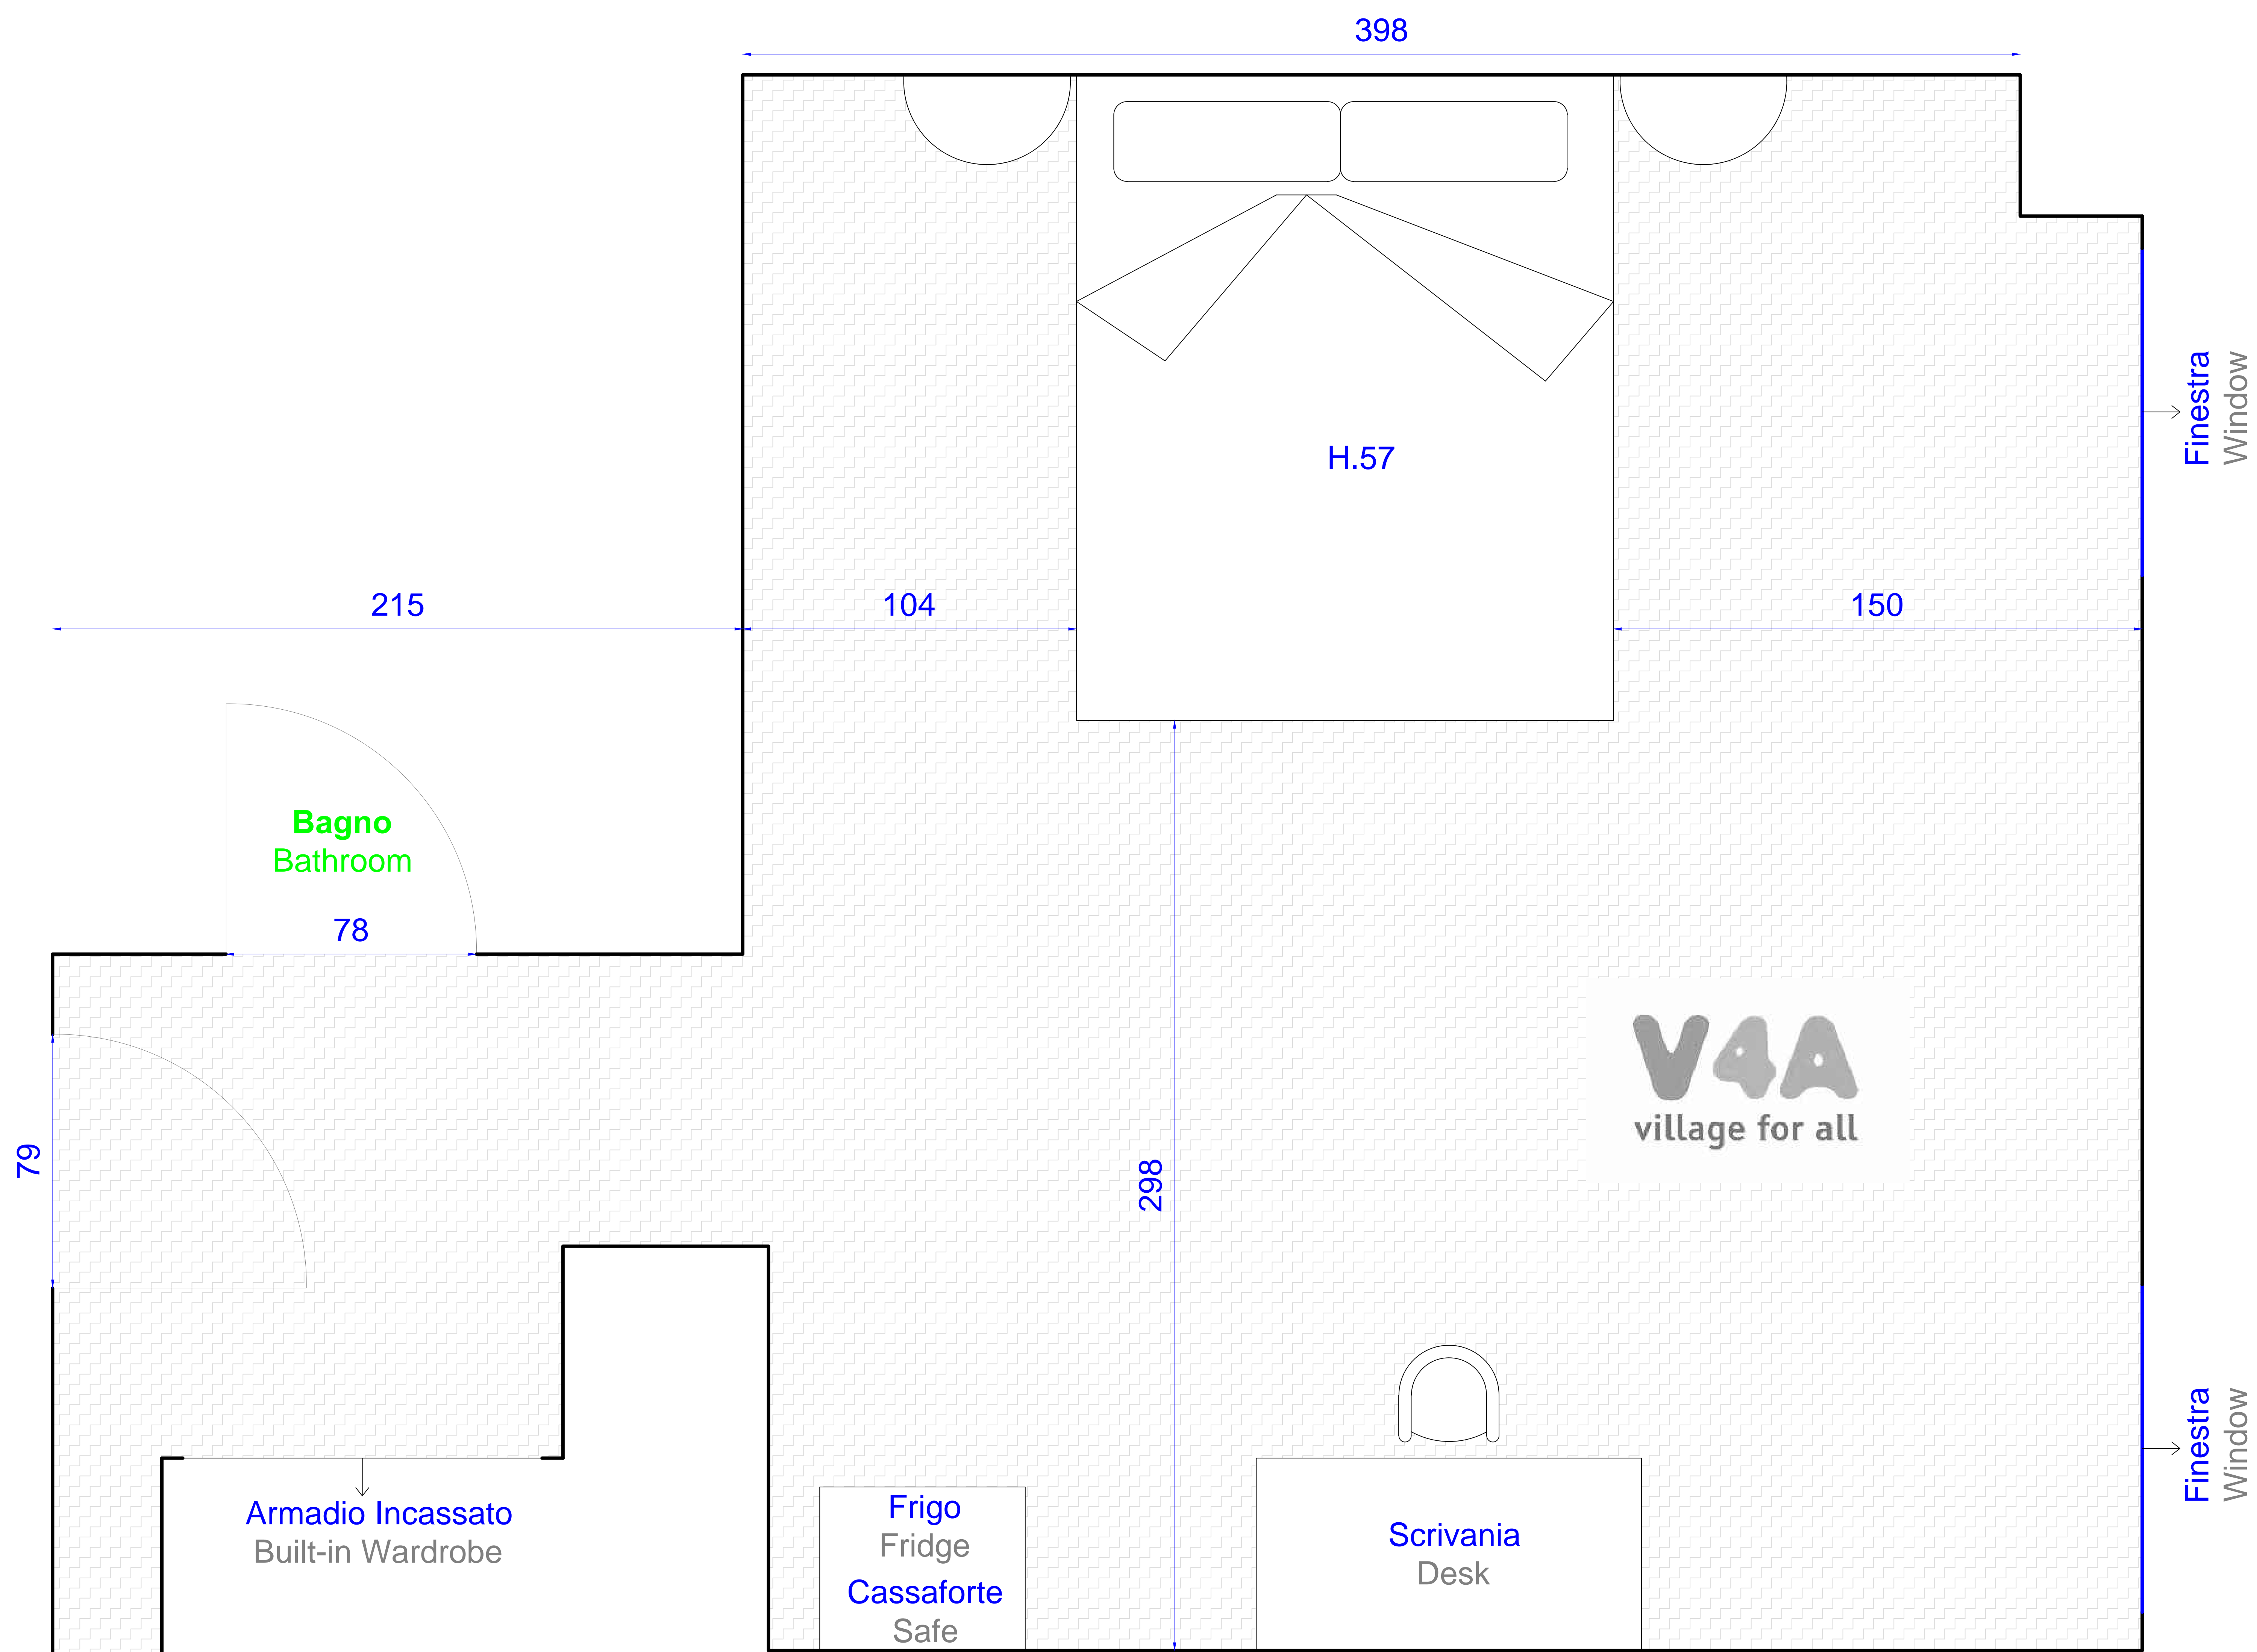 398
Finestra
Window
H.57
215
104
150
Bagno
Bathroom
78
79
298
V4A
village for all
Finestra
Window
Armadio Incassato
Built-in Wardrobe
Frigo
Fridge
Cassaforte
Safe
Scrivania
Desk